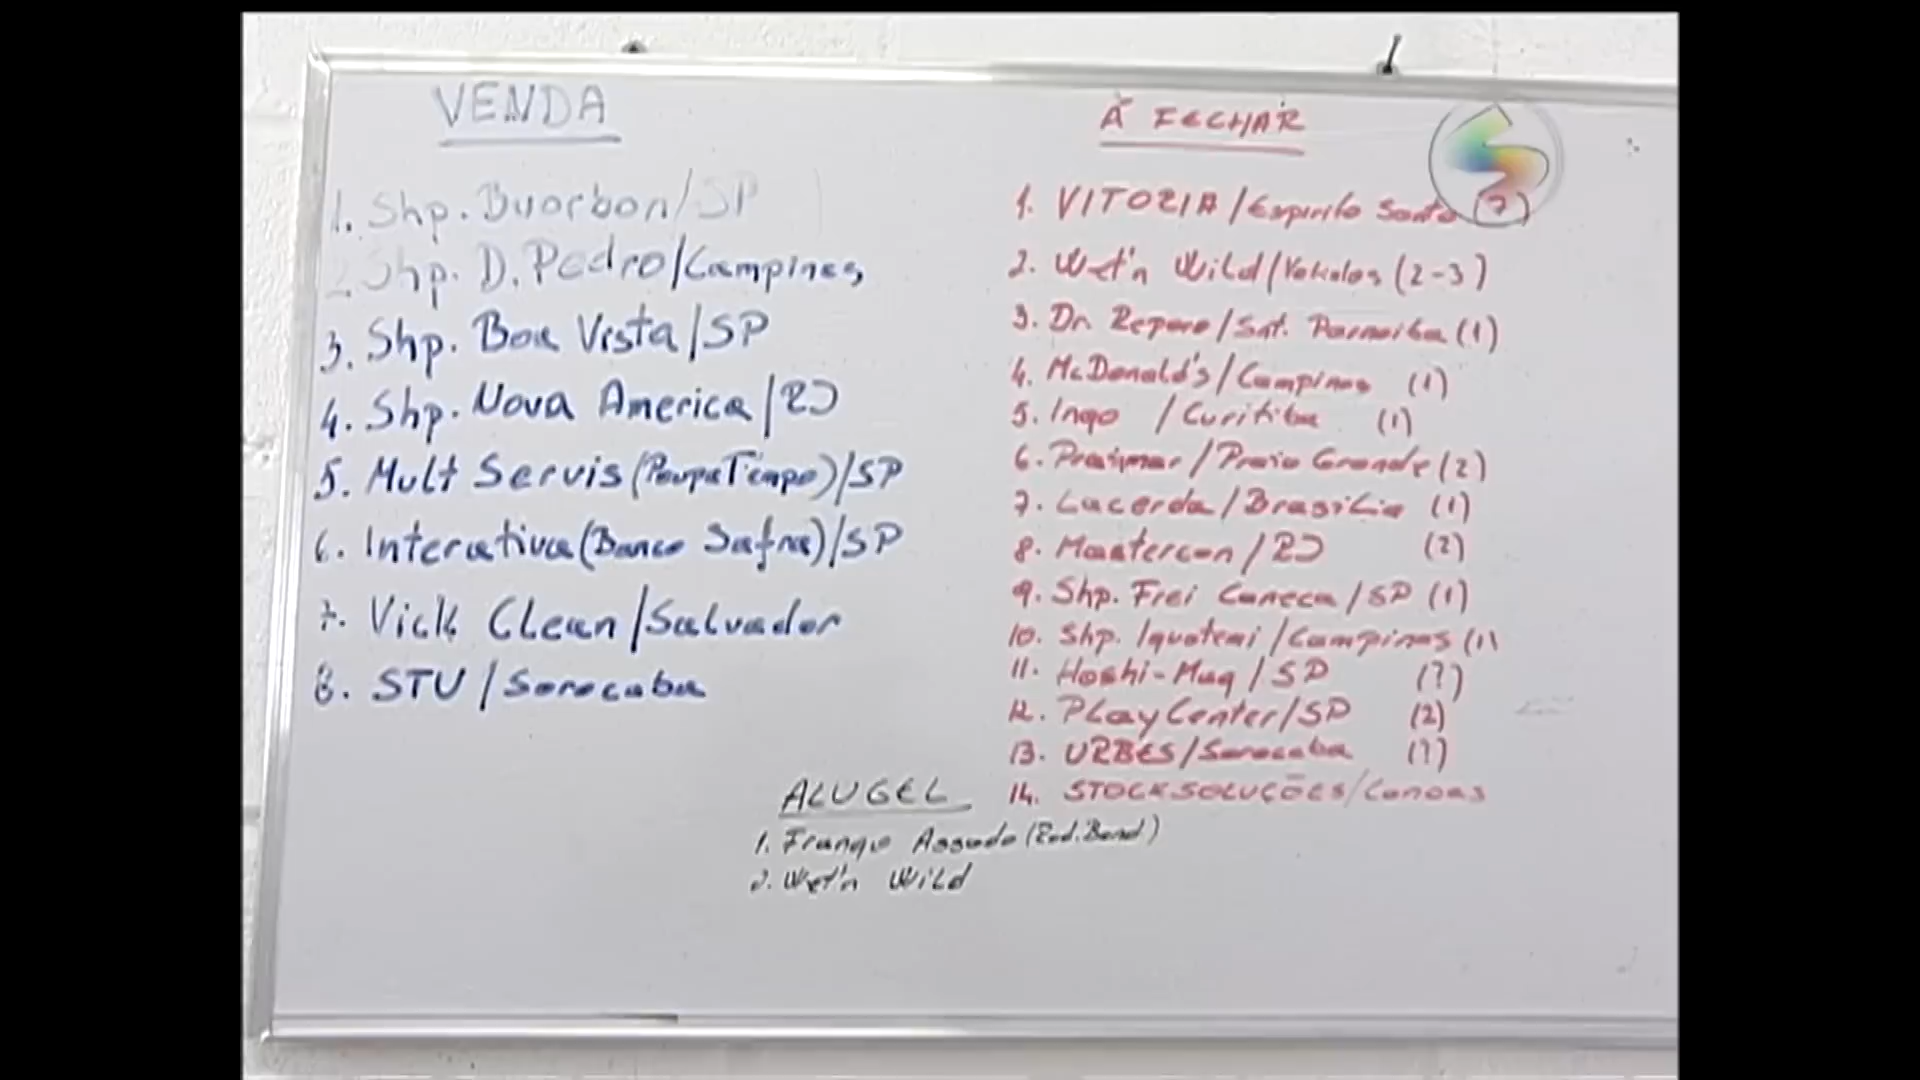 VENDA
1. Shp. Buorbon/SP
2. Shp. D. Pedro/Campinas
3. Shp. Boa Vista/SP
4. Shp. Nova America/RJ
5. Mult Servis (PoupaTempo)/SP
6. Interativa (Banco Safra)/SP
7. Vick Clean/Salvador
8. STU/Sorocaba
À FECHAR
1. VITORIA/Espirito Santo (7)
2. Wet'n Wild/ (2-3)
3. Dr. Reparo/Snt. Parnaiba (1)
4. McDonald's/Campinas (1)
5. Ingo /Curitiba (1)
6. Praiamar/Praia Grande (2)
7. Lacerda/Brasilia (1)
8. Mastercon/RJ (2)
9. Shp. Frei Caneca/SP (1)
10. Shp. Iguatemi/Campinas (1)
11. Hoshi-Maq/SP (?)
12. PlayCenter/SP (2)
13. URBES/Sorocaba (?)
14. STOCKSOLUÇÕES/Canoas
ALUGEL
1. Frango Assado (Rod. Band)
2. Wet'n Wild